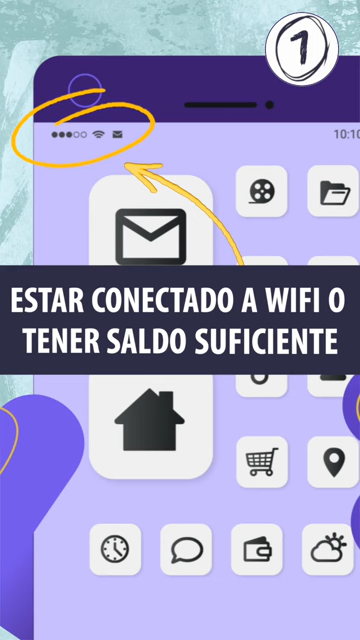 1
10:10
ESTAR CONECTADO A WIFI O
TENER SALDO SUFICIENTE